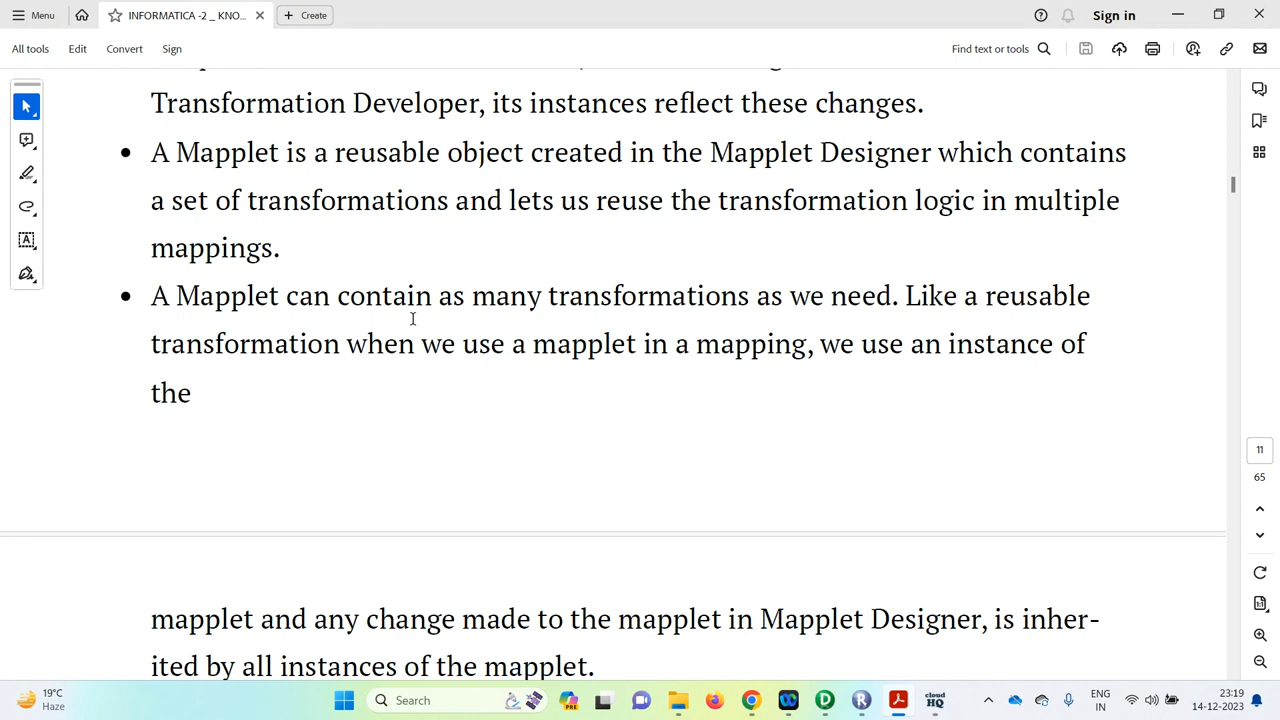 Menu
INFORMATICA -2 _ KNO...
Create
Sign in
All tools
Edit
Convert
Sign
Find text or tools
Transformation Developer, its instances reflect these changes.
• A Mapplet is a reusable object created in the Mapplet Designer which contains
a set of transformations and lets us reuse the transformation logic in multiple
mappings.
• A Mapplet can contain as many transformations as we need. Like a reusable
transformation when we use a mapplet in a mapping, we use an instance of
the
11
65
mapplet and any change made to the mapplet in Mapplet Designer, is inher-
ited by all instances of the mapplet.
19°C
Haze
Search
PRE
cloud
HQ
ENG
IN
23:19
14-12-2023